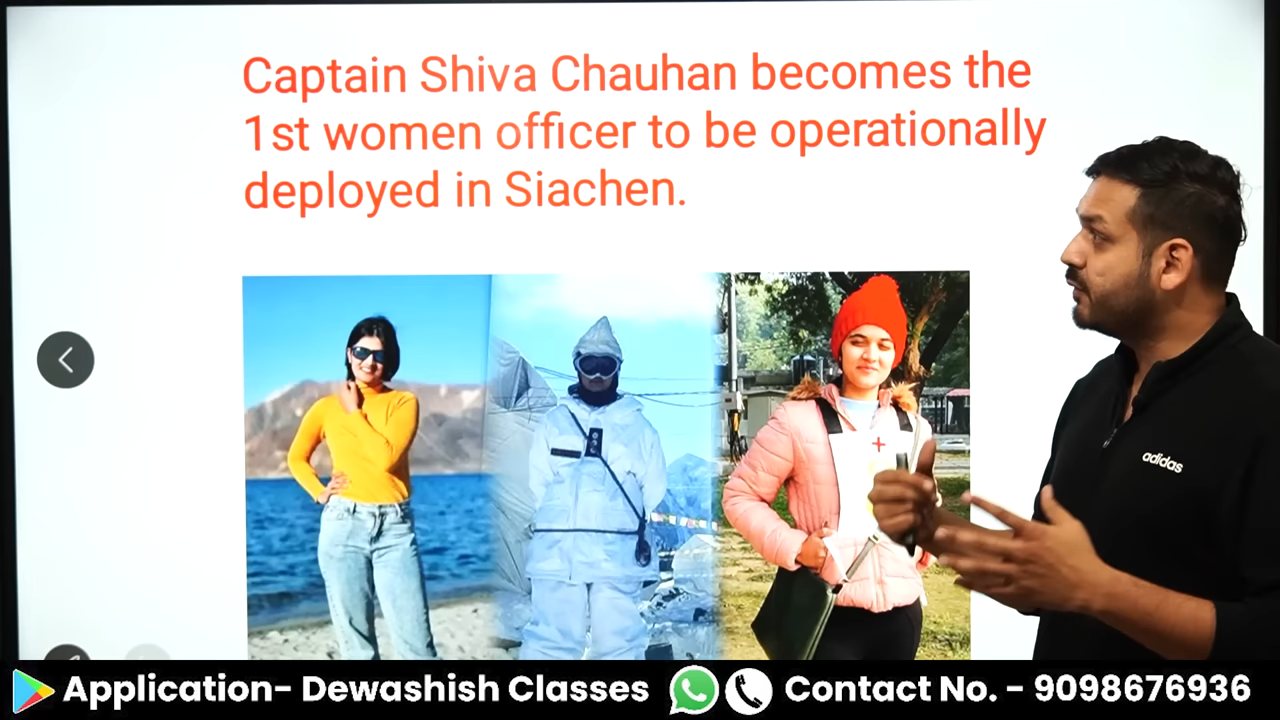 Captain Shiva Chauhan becomes the
1st women officer to be operationally
deployed in Siachen.
adidas
Application- Dewashish Classes
Contact No. - 9098676936